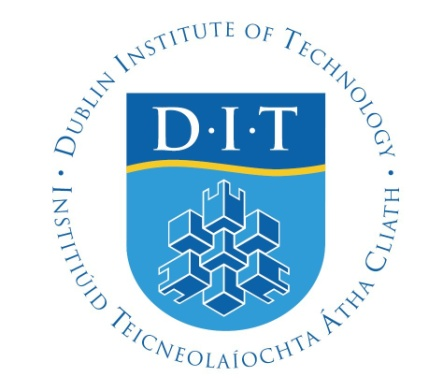 · Dublin Institute of Technology ·
D·I·T
Institiúid Teicneolaíochta Átha Cliath